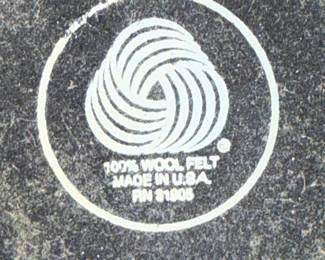 ®
100% WOOL FELT
MADE IN U.S.A.
RN 31805